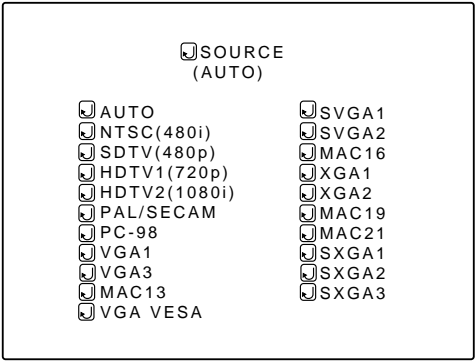 SOURCE
(AUTO)
AUTO
NTSC(480i)
SDTV(480p)
HDTV1(720p)
HDTV2(1080i)
PAL/SECAM
PC-98
VGA1
VGA3
MAC13
VGA VESA
SVGA1
SVGA2
MAC16
XGA1
XGA2
MAC19
MAC21
SXGA1
SXGA2
SXGA3